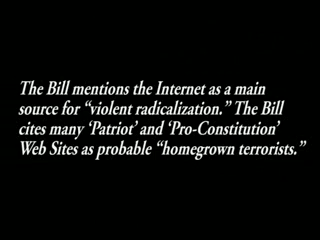 The Bill mentions the Internet as a main
source for “violent radicalization.” The Bill
cites many ‘Patriot’ and ‘Pro-Constitution’
Web Sites as probable “homegrown terrorists.”